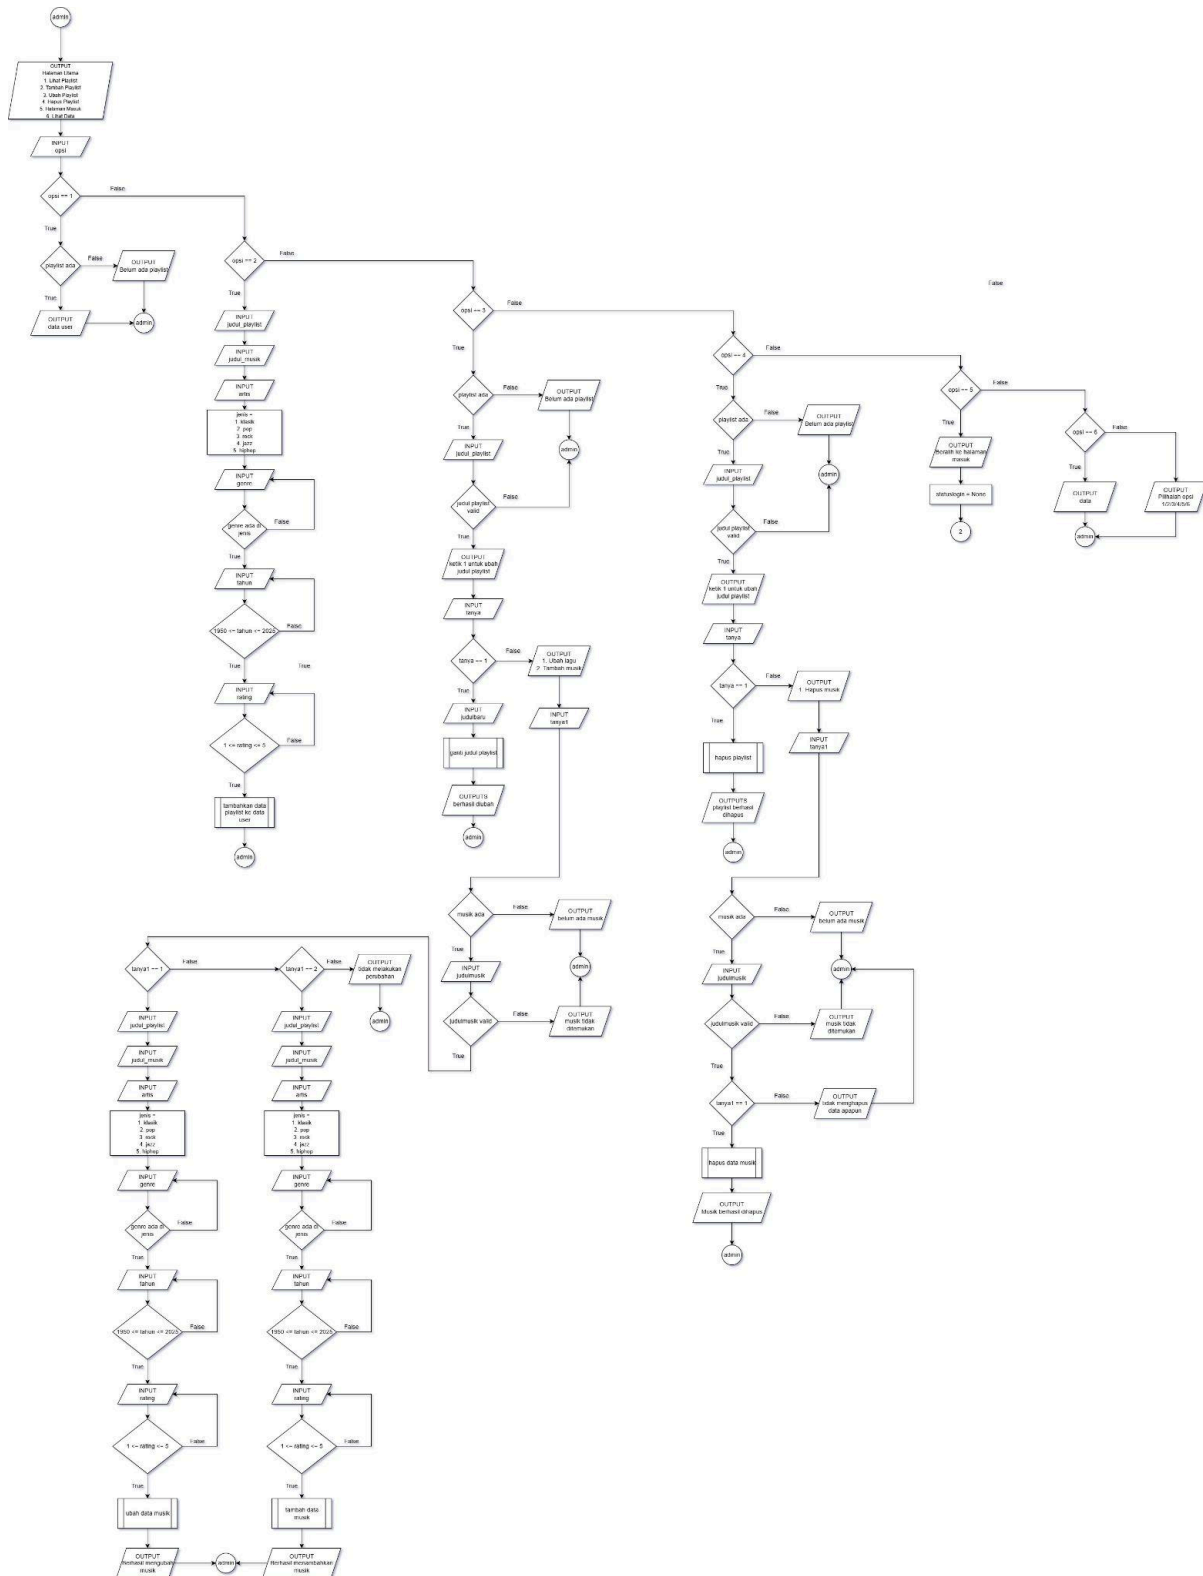 admin
OUTPUT
Halaman Utama
1. Lihat Playlist
2. Tambah Playlist
3. Ubah Playlist
4. Hapus Playlist
5. Halaman Masuk
6. Lihat Data
INPUT
opsi
opsi == 1
False
True
playlist ada
False
OUTPUT
Belum ada playlist
True
OUTPUT
data user
admin
opsi == 2
False
True
INPUT
judul_playlist
INPUT
judul_musik
INPUT
artis
jenis =
1. klasik
2. pop
3. rock
4. jazz
5. hiphop
INPUT
genre
genre ada di
jenis
False
True
INPUT
tahun
1950 <= tahun <= 2025
False
True
True
INPUT
rating
1 <= rating <= 5
False
True
tambahkan data
playlist ke data
user
admin
opsi == 3
False
True
playlist ada
False
OUTPUT
Belum ada playlist
True
admin
INPUT
judul_playlist
judul playlist
valid
False
True
OUTPUT
ketik 1 untuk ubah
judul playlist
INPUT
tanya
tanya == 1
False
OUTPUT
1. Ubah lagu
2. Tambah musik
True
INPUT
judulbaru
INPUT
tanya1
ganti judul playlist
OUTPUTS
berhasil diubah
admin
musik ada
False
OUTPUT
belum ada musik
True
INPUT
judulmusik
admin
judulmusik valid
False
OUTPUT
musik tidak
ditemukan
True
tanya1 == 1
False
tanya1 == 2
False
OUTPUT
tidak melakukan
perubahan
admin
INPUT
judul_playlist
INPUT
judul_musik
INPUT
artis
jenis =
1. klasik
2. pop
3. rock
4. jazz
5. hiphop
INPUT
genre
genre ada di
jenis
False
True
INPUT
tahun
1950 <= tahun <= 2025
False
True
INPUT
rating
1 <= rating <= 5
False
True
ubah data musik
OUTPUT
Berhasil mengubah
musik
admin
INPUT
judul_playlist
INPUT
judul_musik
INPUT
artis
jenis =
1. klasik
2. pop
3. rock
4. jazz
5. hiphop
INPUT
genre
genre ada di
jenis
False
True
INPUT
tahun
1950 <= tahun <= 2025
False
True
INPUT
rating
1 <= rating <= 5
False
True
tambah data
musik
OUTPUT
Berhasil menambahkan
musik
False
opsi == 4
False
True
playlist ada
False
OUTPUT
Belum ada playlist
True
admin
INPUT
judul_playlist
judul playlist
valid
False
True
OUTPUT
ketik 1 untuk ubah
judul playlist
INPUT
tanya
tanya == 1
False
OUTPUT
1. Hapus musik
True
INPUT
tanya1
hapus playlist
OUTPUTS
playlist berhasil
dihapus
admin
musik ada
False
OUTPUT
belum ada musik
True
admin
INPUT
judulmusik
judulmusik valid
False
OUTPUT
musik tidak
ditemukan
True
tanya1 == 1
False
OUTPUT
tidak menghapus
data apapun
True
hapus data musik
OUTPUT
Musik berhasil dihapus
admin
opsi == 5
False
True
OUTPUT
Beralih ke halaman
masuk
statuslogin = None
2
opsi == 6
False
True
OUTPUT
data
OUTPUT
Pilihalah opsi
1/2/3/4/5/6
admin